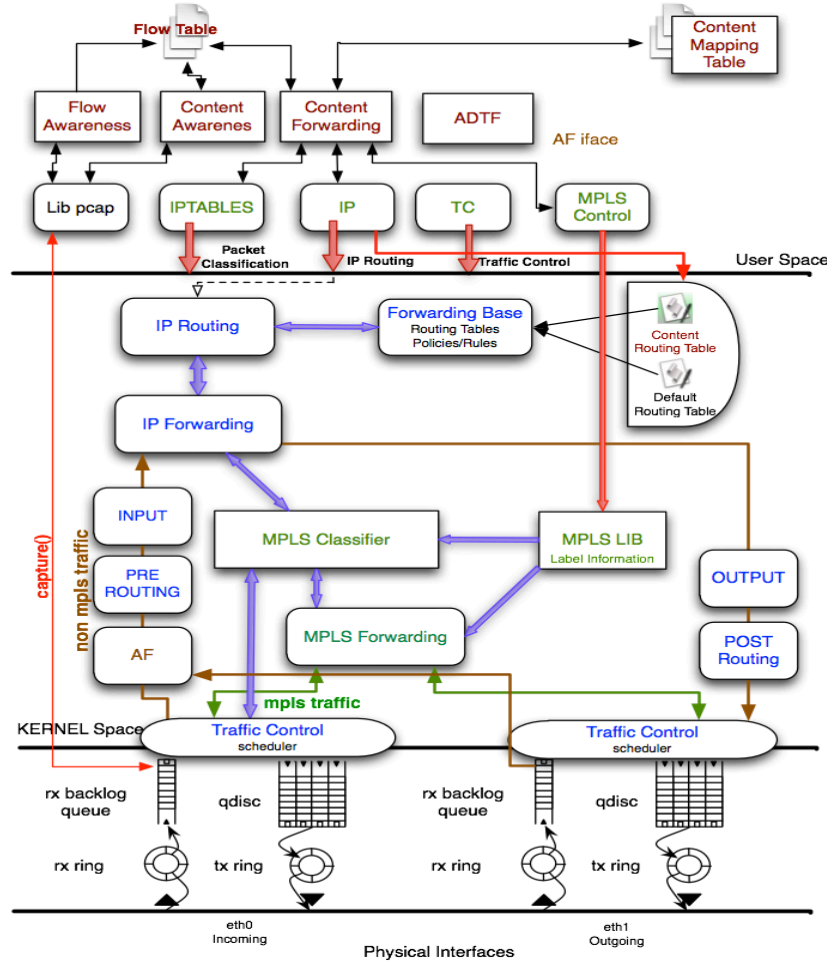 Flow Table
Content
Mapping
Table
Flow
Awareness
Content
Awarenes
Content
Forwarding
ADTF
AF iface
Lib pcap
IPTABLES
IP
TC
MPLS
Control
Packet
Classification
IP Routing
Traffic Control
User Space
IP Routing
Forwarding Base
Routing Tables
Policies/Rules
Content
Routing Table
Default
Routing Table
IP Forwarding
capture()
non mpls traffic
INPUT
PRE
ROUTING
AF
MPLS Classifier
MPLS LIB
Label Information
MPLS Forwarding
OUTPUT
POST
Routing
mpls traffic
KERNEL Space
Traffic Control
scheduler
Traffic Control
scheduler
rx backlog
queue
qdisc
rx backlog
queue
qdisc
rx ring
tx ring
rx ring
tx ring
eth0
Incoming
eth1
Outgoing
Physical Interfaces